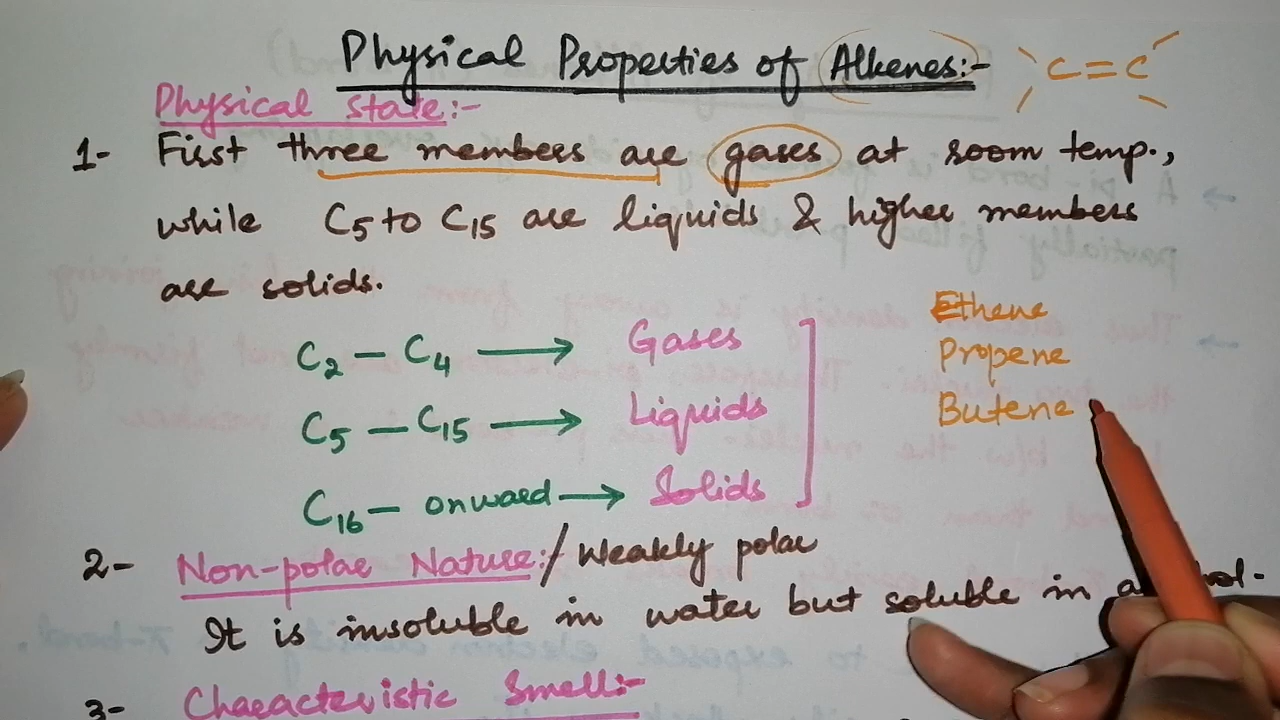 Physical Properties of Alkenes:-
C=C
Physical state:-
1- First three members are gases at room temp.,
while C5 to C15 are liquids & higher members
are solids.
C2 – C4 → Gases
C5 – C15 → Liquids
C16 – onward → Solids
Ethene
Propene
Butene
2- Non-polar Nature:-/Weakly polar
It is insoluble in water but soluble in
3- Characteristic Smell:-